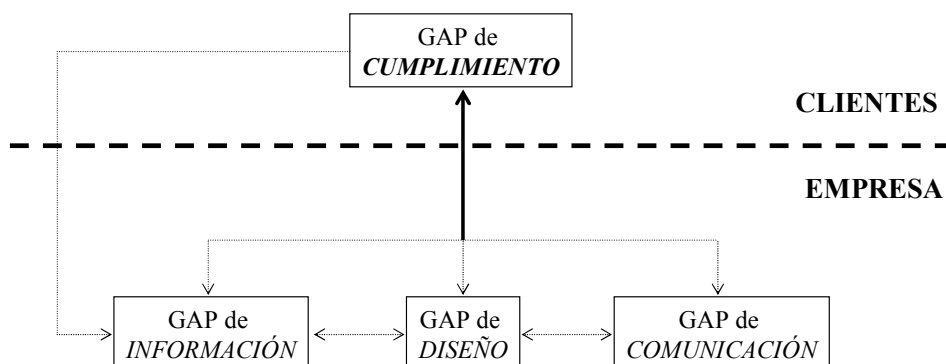 GAP de
CUMPLIMIENTO
CLIENTES
EMPRESA
GAP de
INFORMACIÓN
GAP de
DISEÑO
GAP de
COMUNICACIÓN